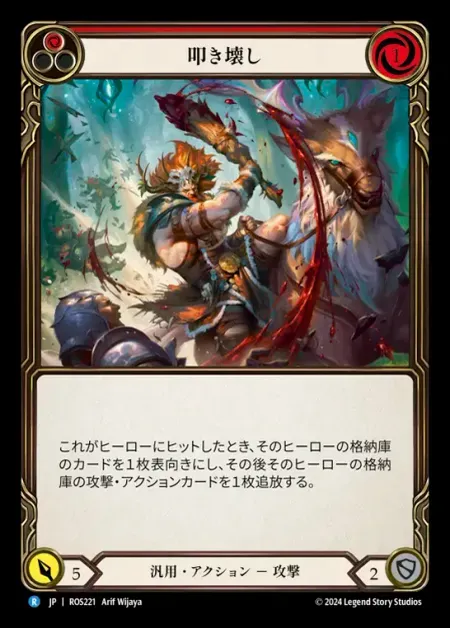 叩き壊し
1
これがヒーローにヒットしたとき、そのヒーローの格納庫
のカードを1枚表向きにし、その後そのヒーローの格納
庫の攻撃・アクションカードを1枚追放する。
5
汎用・アクション － 攻撃
2
R JP | ROS221 Arif Wijaya
© 2024 Legend Story Studios